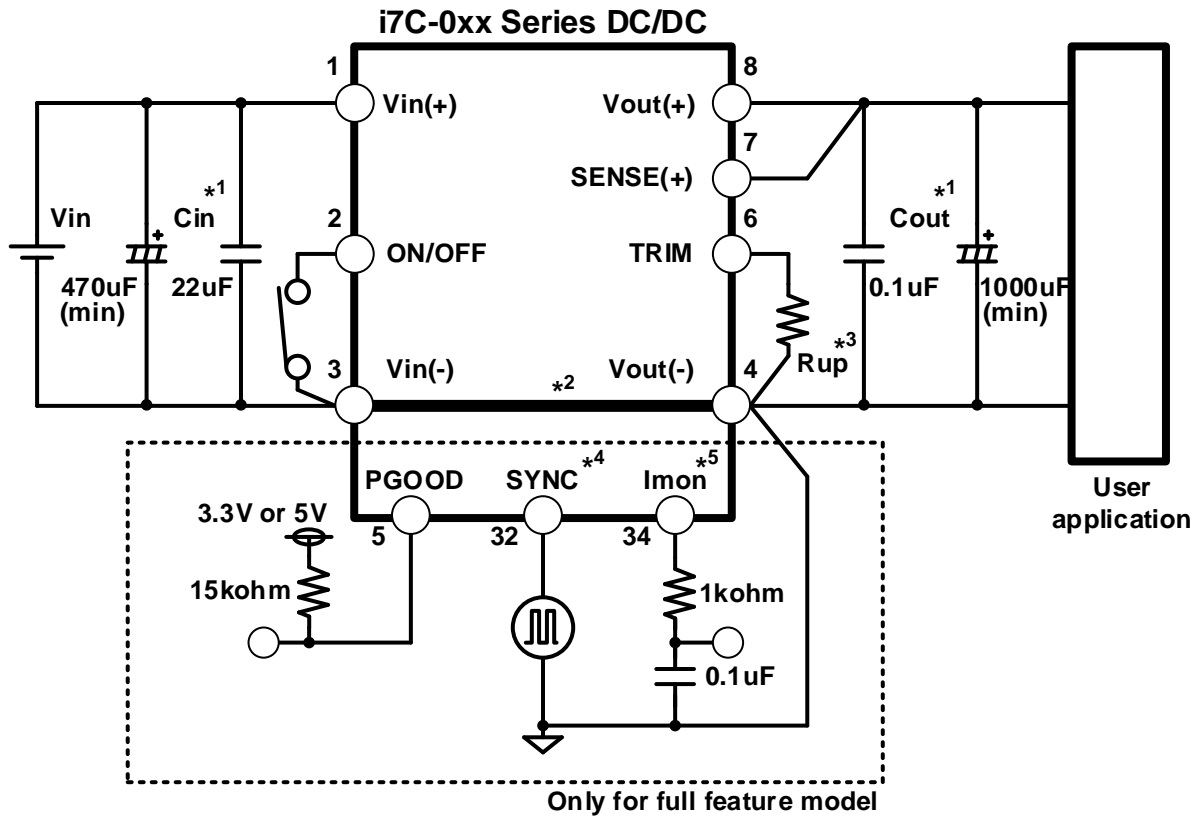 i7C-0xx Series DC/DC
1
8
Vin(+)
Vout(+)
7
SENSE(+)
*1
*1
Vin
Cin
2
6
Cout
ON/OFF
TRIM
+
+
470uF
(min)
22uF
0.1uF
1000uF
(min)
3
Vin(-)
*2
Vout(-)
4
Rup*3
PGOOD
SYNC*4
Imon*5
User
application
3.3V or 5V
5
32
34
15kohm
1kohm
0.1uF
Only for full feature model